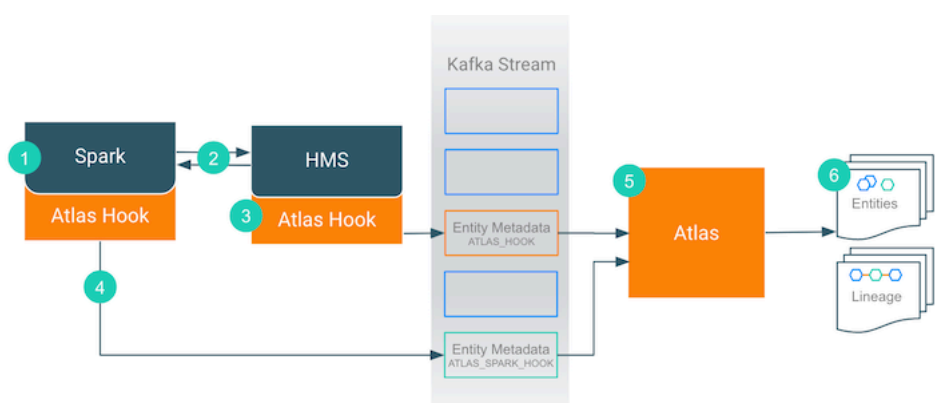 Kafka Stream
1
Spark
2
HMS
Atlas Hook
3
Atlas Hook
4
Entity Metadata
ATLAS_HOOK
Entity Metadata
ATLAS_SPARK_HOOK
5
Atlas
6
Entities
Lineage